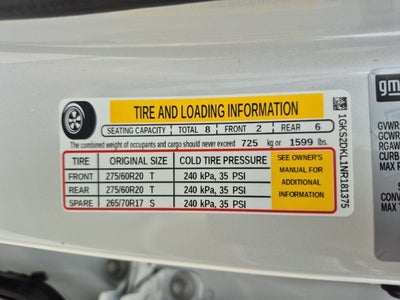 TIRE AND LOADING INFORMATION
SEATING CAPACITY TOTAL 8 FRONT 2 REAR 6
The combined weight of occupants and cargo should never exceed 725 kg or 1599 lbs.
TIRE ORIGINAL SIZE COLD TIRE PRESSURE
FRONT 275/60R20 T 240 kPa, 35 PSI
REAR 275/60R20 T 240 kPa, 35 PSI
SPARE 265/70R17 S 240 kPa, 35 PSI
SEE OWNER'S
MANUAL FOR
ADDITIONAL
INFORMATION
1GKS2DKL1NR181375
gm
GVWR
GCWR
RGAW
CURB
MAX P
S
CONV
MAX